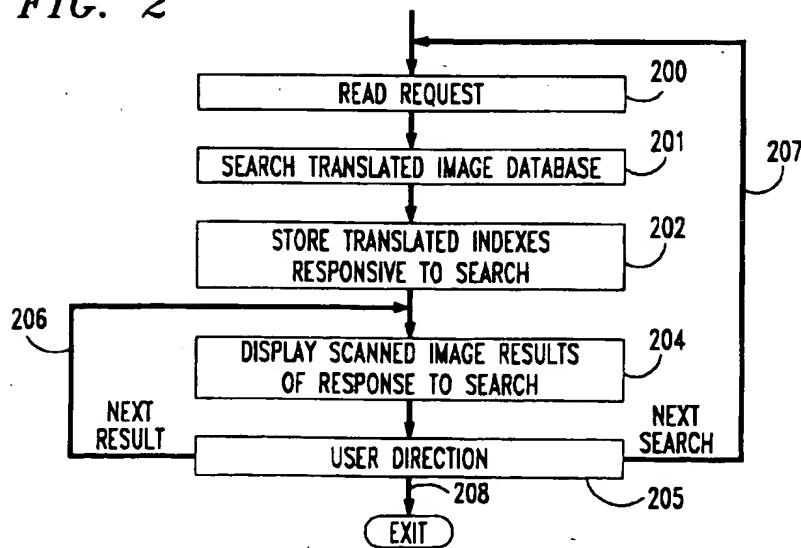 FIG. 2
READ REQUEST
200
SEARCH TRANSLATED IMAGE DATABASE
201
207
STORE TRANSLATED INDEXES
RESPONSIVE TO SEARCH
202
206
DISPLAY SCANNED IMAGE RESULTS
OF RESPONSE TO SEARCH
204
NEXT
RESULT
NEXT
SEARCH
USER DIRECTION
205
208
EXIT